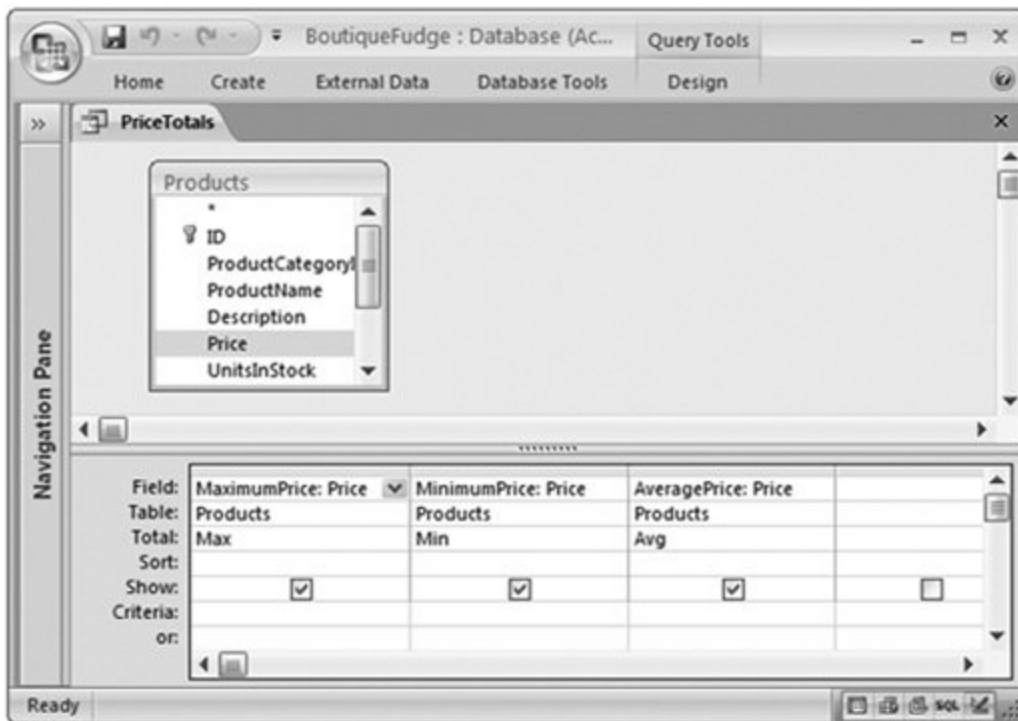 BoutiqueFudge : Database (Ac... Query Tools
Home Create External Data Database Tools Design
PriceTotals
Navigation Pane
Products
*
ID
ProductCategoryI
ProductName
Description
Price
UnitsInStock
Field: MaximumPrice: Price MinimumPrice: Price AveragePrice: Price
Table: Products Products Products
Total: Max Min Avg
Sort:
Show:
Criteria:
or:
Ready SQL